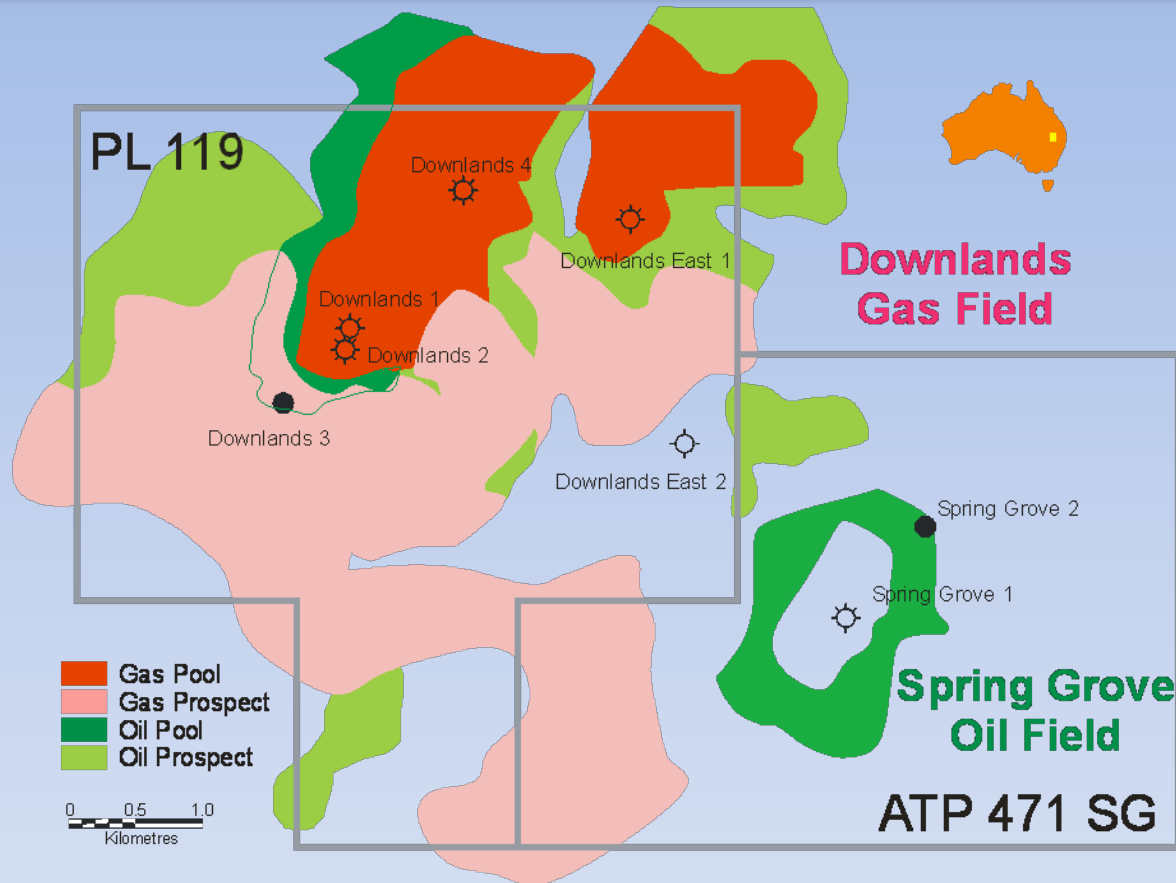 PL 119
Downlands 4
Downlands East 1
Downlands
Gas Field
Downlands 1
Downlands 2
Downlands 3
Downlands East 2
Spring Grove 2
Spring Grove 1
Gas Pool
Gas Prospect
Oil Pool
Oil Prospect
Spring Grove
Oil Field
0 0.5 1.0
Kilometres
ATP 471 SG